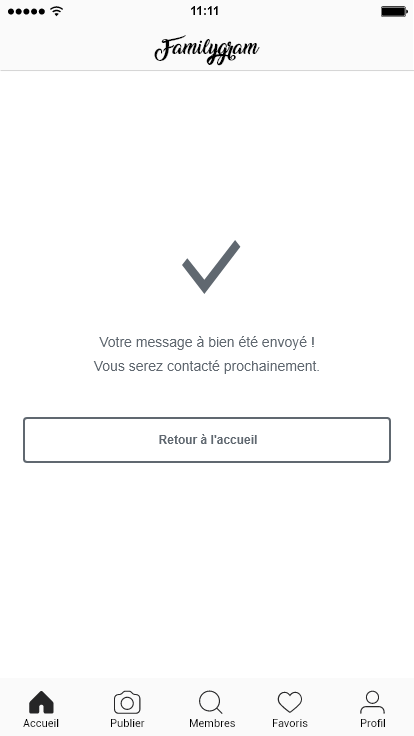 11:11
Familygram
Votre message à bien été envoyé !
Vous serez contacté prochainement.
Retour à l'accueil
Accueil Publier Membres Favoris Profil